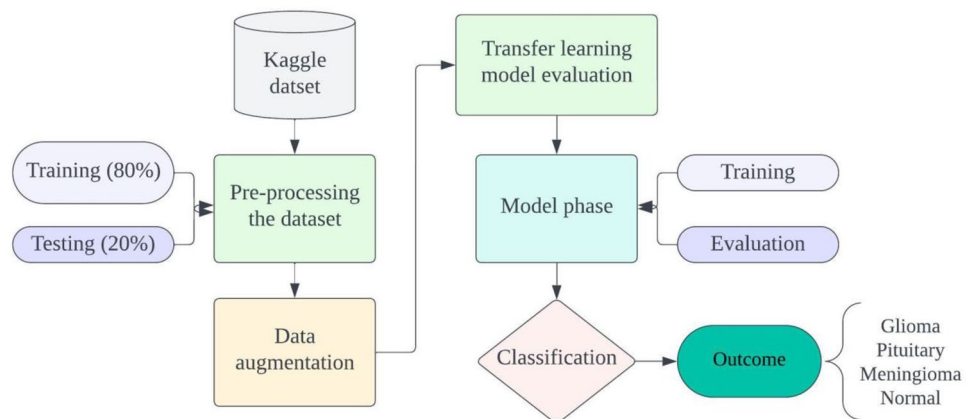 Kaggle
datset
Training (80%)
Testing (20%)
Pre-processing
the dataset
Data
augmentation
Transfer learning
model evaluation
Model phase
Training
Evaluation
Classification
Outcome
Glioma
Pituitary
Meningioma
Normal